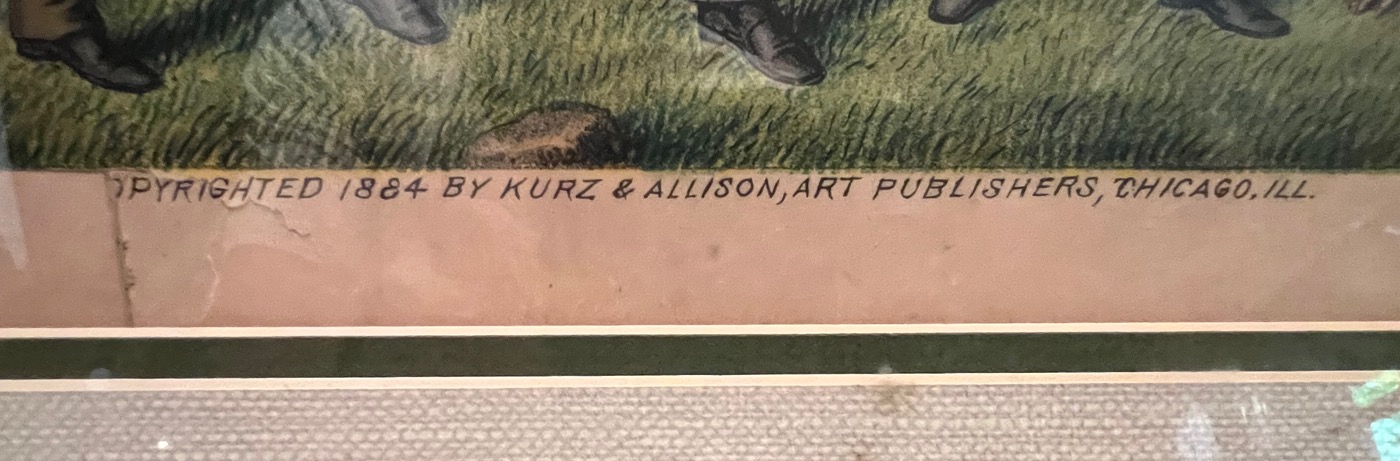 OPYRIGHTED 1884 BY KURZ & ALLISON, ART PUBLISHERS, CHICAGO, ILL.